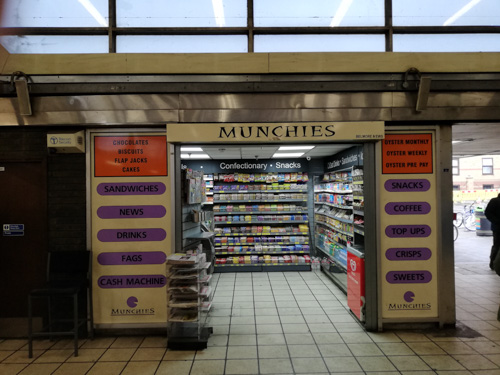 MUNCHIES
CHOCOLATES
BISCUITS
FLAP JACKS
CAKES
SANDWICHES
NEWS
DRINKS
FAGS
CASH MACHINE
MUNCHIES
Confectionary • Snacks
OYSTER MONTHLY
OYSTER WEEKLY
OYSTER PRE PAY
SNACKS
COFFEE
TOP UPS
CRISPS
SWEETS
MUNCHIES